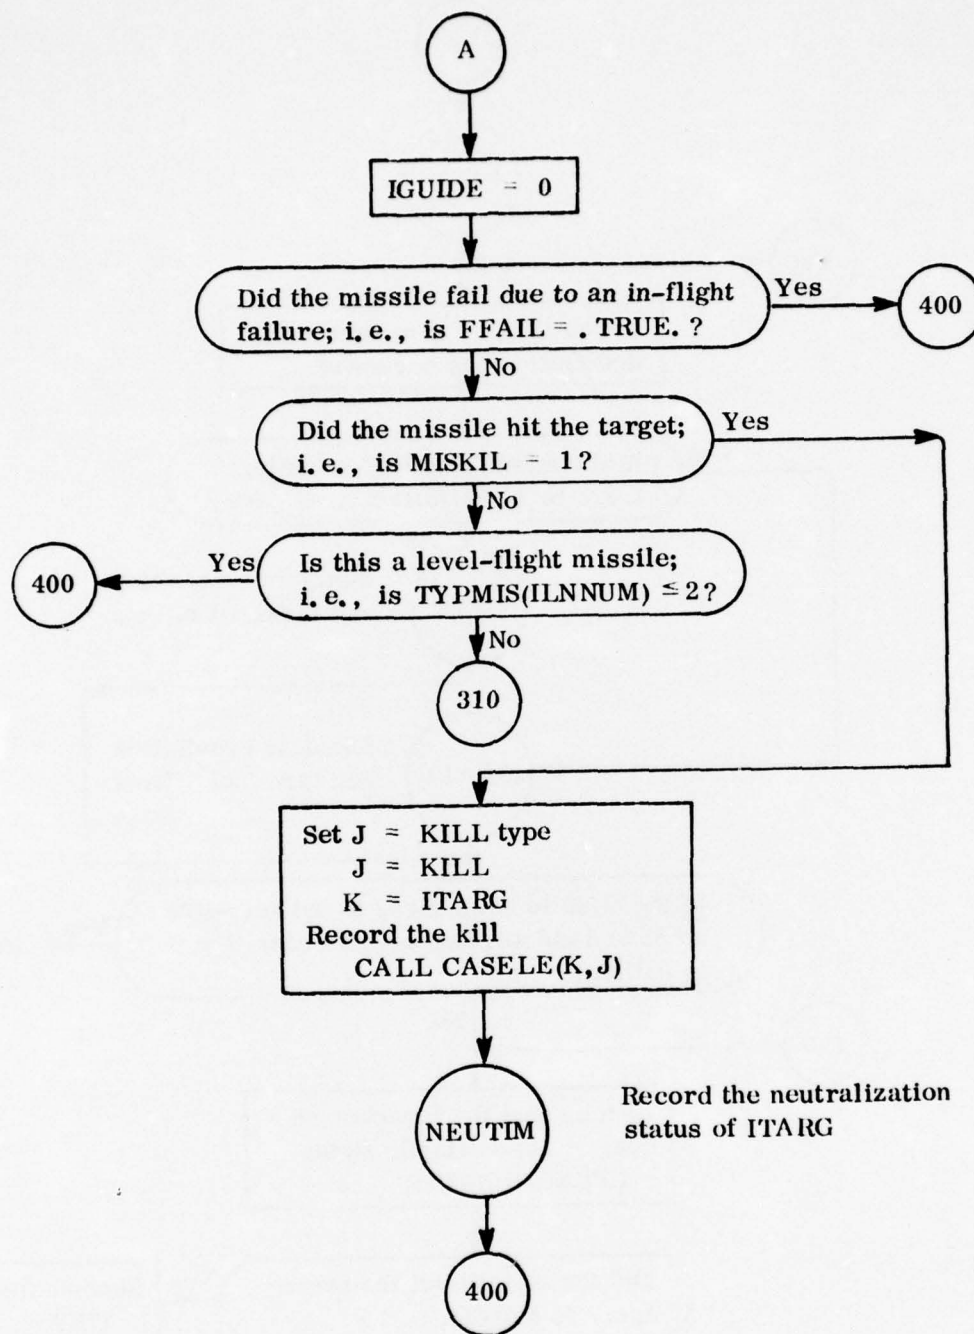 A
IGUIDE = 0
Did the missile fail due to an in-flight
failure; i.e., is FFAIL = . TRUE. ?
Yes
400
No
Did the missile hit the target;
i.e., is MISKIL = 1?
Yes
No
Is this a level-flight missile;
i.e., is TYPMIS(ILNNUM) ≤ 2?
Yes
400
No
310
Set J = KILL type
J = KILL
K = ITARG
Record the kill
CALL CASELE(K, J)
NEUTIM
Record the neutralization
status of ITARG
400